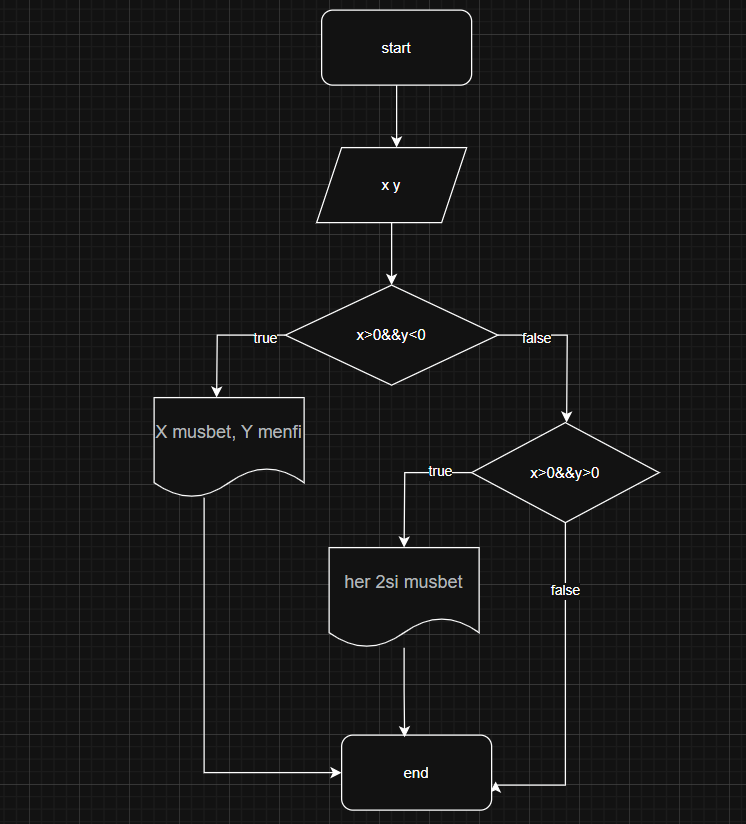 start
x y
x>0&&y<0
true
false
X musbet, Y menfi
x>0&&y>0
true
her 2si musbet
false
end